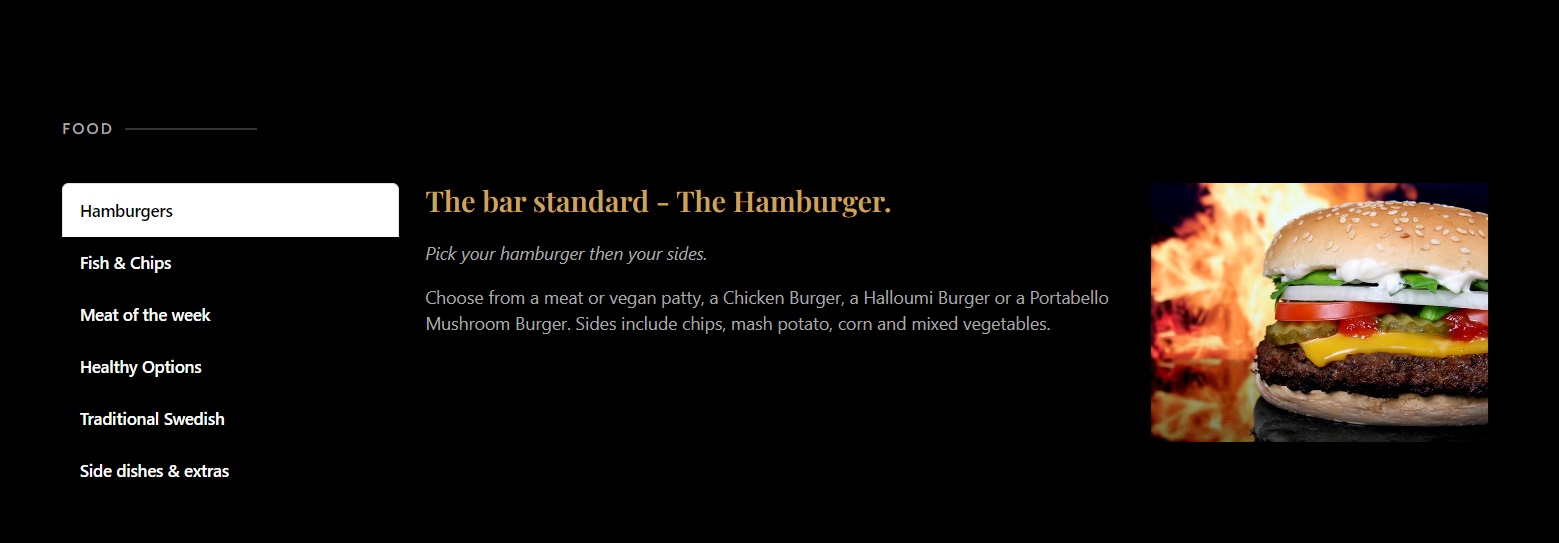 FOOD
Hamburgers
Fish & Chips
Meat of the week
Healthy Options
Traditional Swedish
Side dishes & extras
The bar standard - The Hamburger.
Pick your hamburger then your sides.
Choose from a meat or vegan patty, a Chicken Burger, a Halloumi Burger or a Portabello
Mushroom Burger. Sides include chips, mash potato, corn and mixed vegetables.